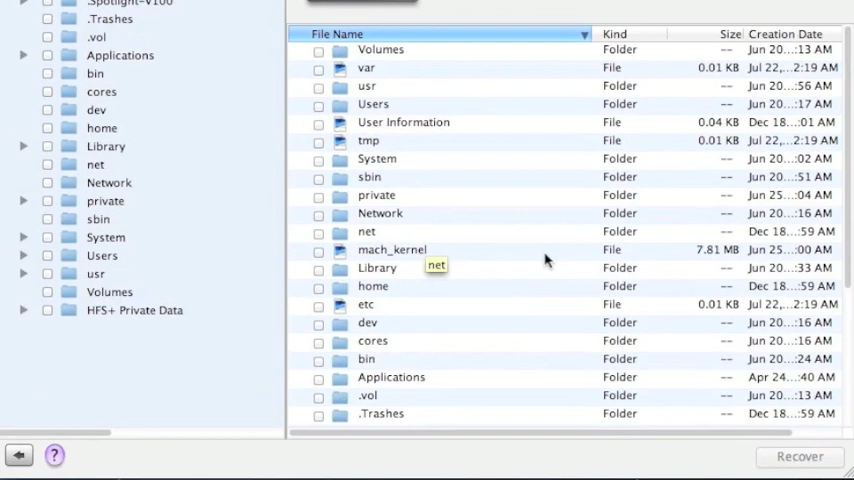 .Spotlight-V100
.Trashes
.vol
Applications
bin
cores
dev
home
Library
net
Network
private
sbin
System
Users
usr
Volumes
HFS+ Private Data
File Name Kind Size Creation Date
Volumes Folder -- Jun 20...:13 AM
var File 0.01 KB Jul 22,...2:19 AM
usr Folder -- Jun 20...:56 AM
Users Folder -- Jun 20...:17 AM
User Information File 0.04 KB Dec 18...:01 AM
tmp File 0.01 KB Jul 22,...2:19 AM
System Folder -- Jun 20...:02 AM
sbin Folder -- Jun 20...:51 AM
private Folder -- Jun 25...:04 AM
Network Folder -- Jun 20...:16 AM
net Folder -- Dec 18...:59 AM
mach_kernel File 7.81 MB Jun 25...:00 AM
net
Library Folder -- Jun 20...:33 AM
home Folder -- Dec 18...:59 AM
etc File 0.01 KB Jul 22,...2:19 AM
dev Folder -- Jun 20...:16 AM
cores Folder -- Jun 20...:16 AM
bin Folder -- Jun 20...:24 AM
Applications Folder -- Apr 24...:40 AM
.vol Folder -- Jun 20...:13 AM
.Trashes Folder -- Dec 18...:59 AM
?
Recover